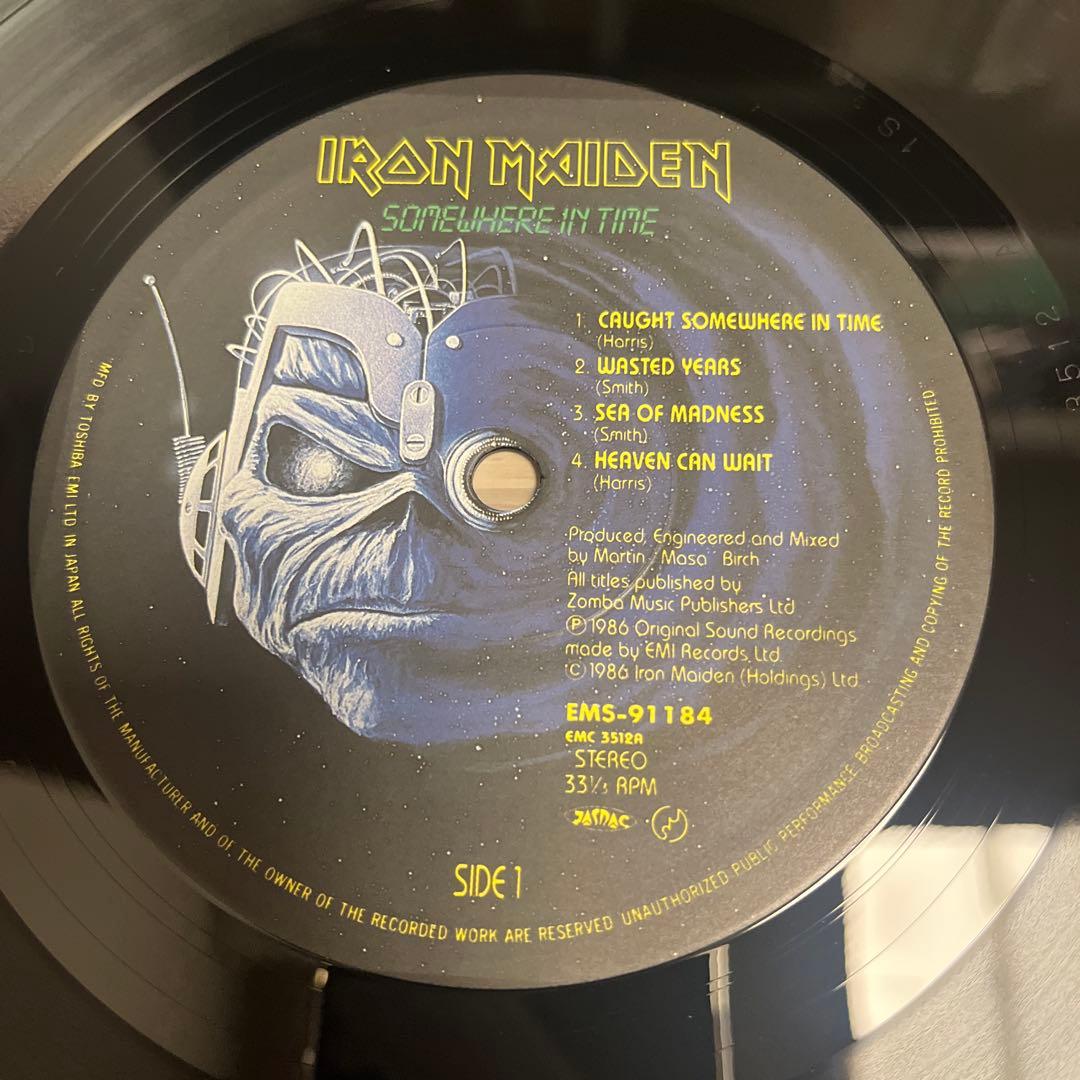 IRON MAIDEN
SOMEWHERE IN TIME
1. CAUGHT SOMEWHERE IN TIME
(Harris)
2. WASTED YEARS
(Smith)
3. SEA OF MADNESS
(Smith)
4. HEAVEN CAN WAIT
(Harris)
Produced, Engineered and Mixed
by Martin "Masa" Birch
All titles published by
Zomba Music Publishers Ltd
Ⓟ1986 Original Sound Recordings
made by EMI Records, Ltd.
©1986 Iron Maiden (Holdings) Ltd.
EMS-91184
EMC 3512A
STEREO
33⅓ RPM
JASRAC
SIDE 1
MFD BY TOSHIBA EMI LTD IN JAPAN ALL RIGHTS OF THE MANUFACTURER AND OF THE OWNER OF THE RECORDED WORK ARE RESERVED UNAUTHORIZED PUBLIC PERFORMANCE BROADCASTING AND COPYING OF THE RECORD PROHIBITED
1S
3512